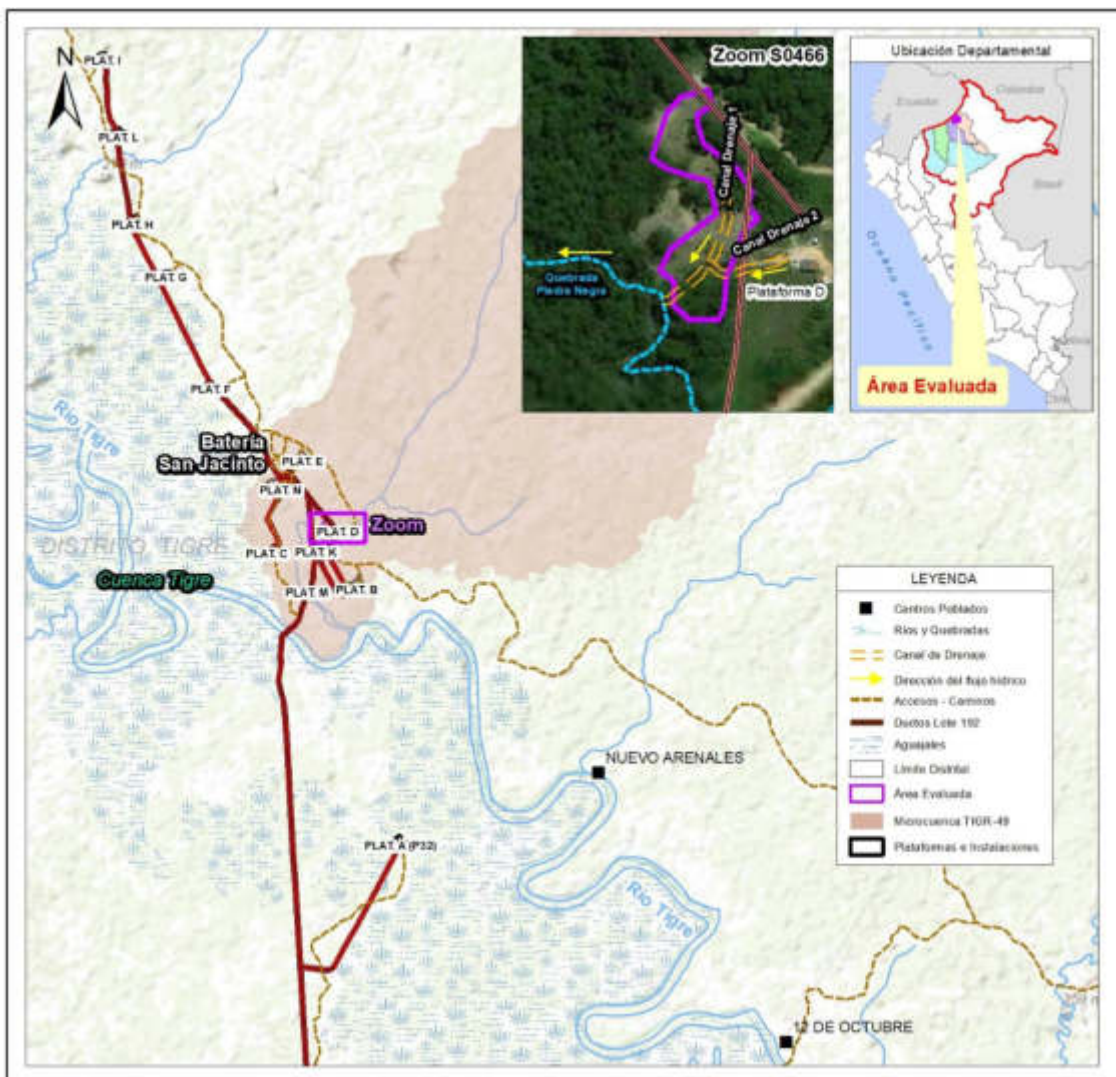 N
PLAT. I
PLAT. L
PLAT. H
PLAT. G
PLAT. F
Río Tigre
Batería
San Jacinto
PLAT. E
PLAT. N
PLAT. D
Zoom
DISTRITO TIGRE
PLAT. C
PLAT. K
Cuenca Tigre
PLAT. M
PLAT. B
NUEVO ARENALES
PLAT. A (P32)
Río Tigre
12 DE OCTUBRE
Zoom S0466
Canal Drenaje 1
Canal Drenaje 2
Quebrada
Piedra Negra
Plataforma D
Ubicación Departamental
Ecuador
Colombia
Brasil
Océano Pacífico
Área Evaluada
LEYENDA
Centros Poblados
Ríos y Quebradas
Canal de Drenaje
Dirección del flujo hídrico
Accesos - Caminos
Ductos Lote 192
Aguajales
Límite Distrital
Área Evaluada
Microcuenca TIGR-49
Plataformas e Instalaciones